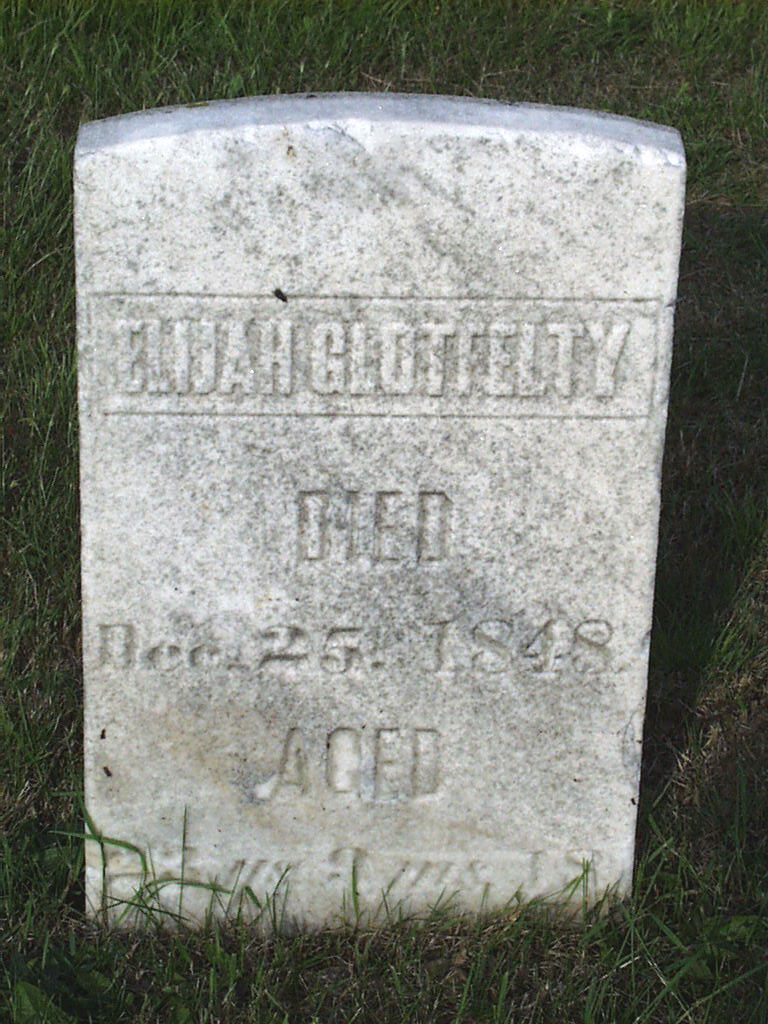 ELIJAH GLOTFELTY
DIED
Dec. 25. 1848.
AGED